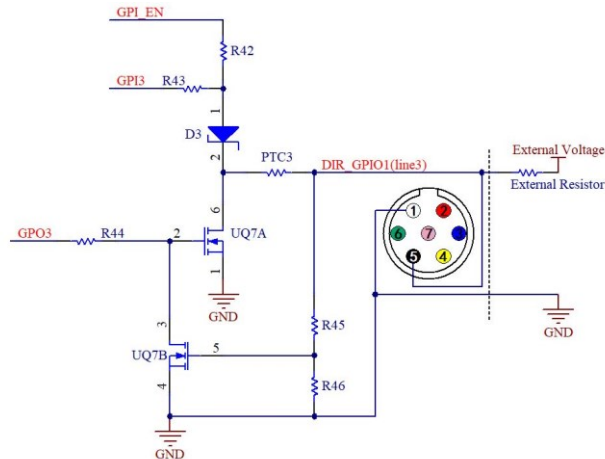 GPI_EN
R42
GPI3
R43
1
D3
2
PTC3
DIR_GPIO1(line3)
External Voltage
External Resistor
6
GPO3
R44
2
UQ7A
1
GND
1
2
6
7
3
5
4
GND
3
R45
UQ7B
5
4
R46
GND